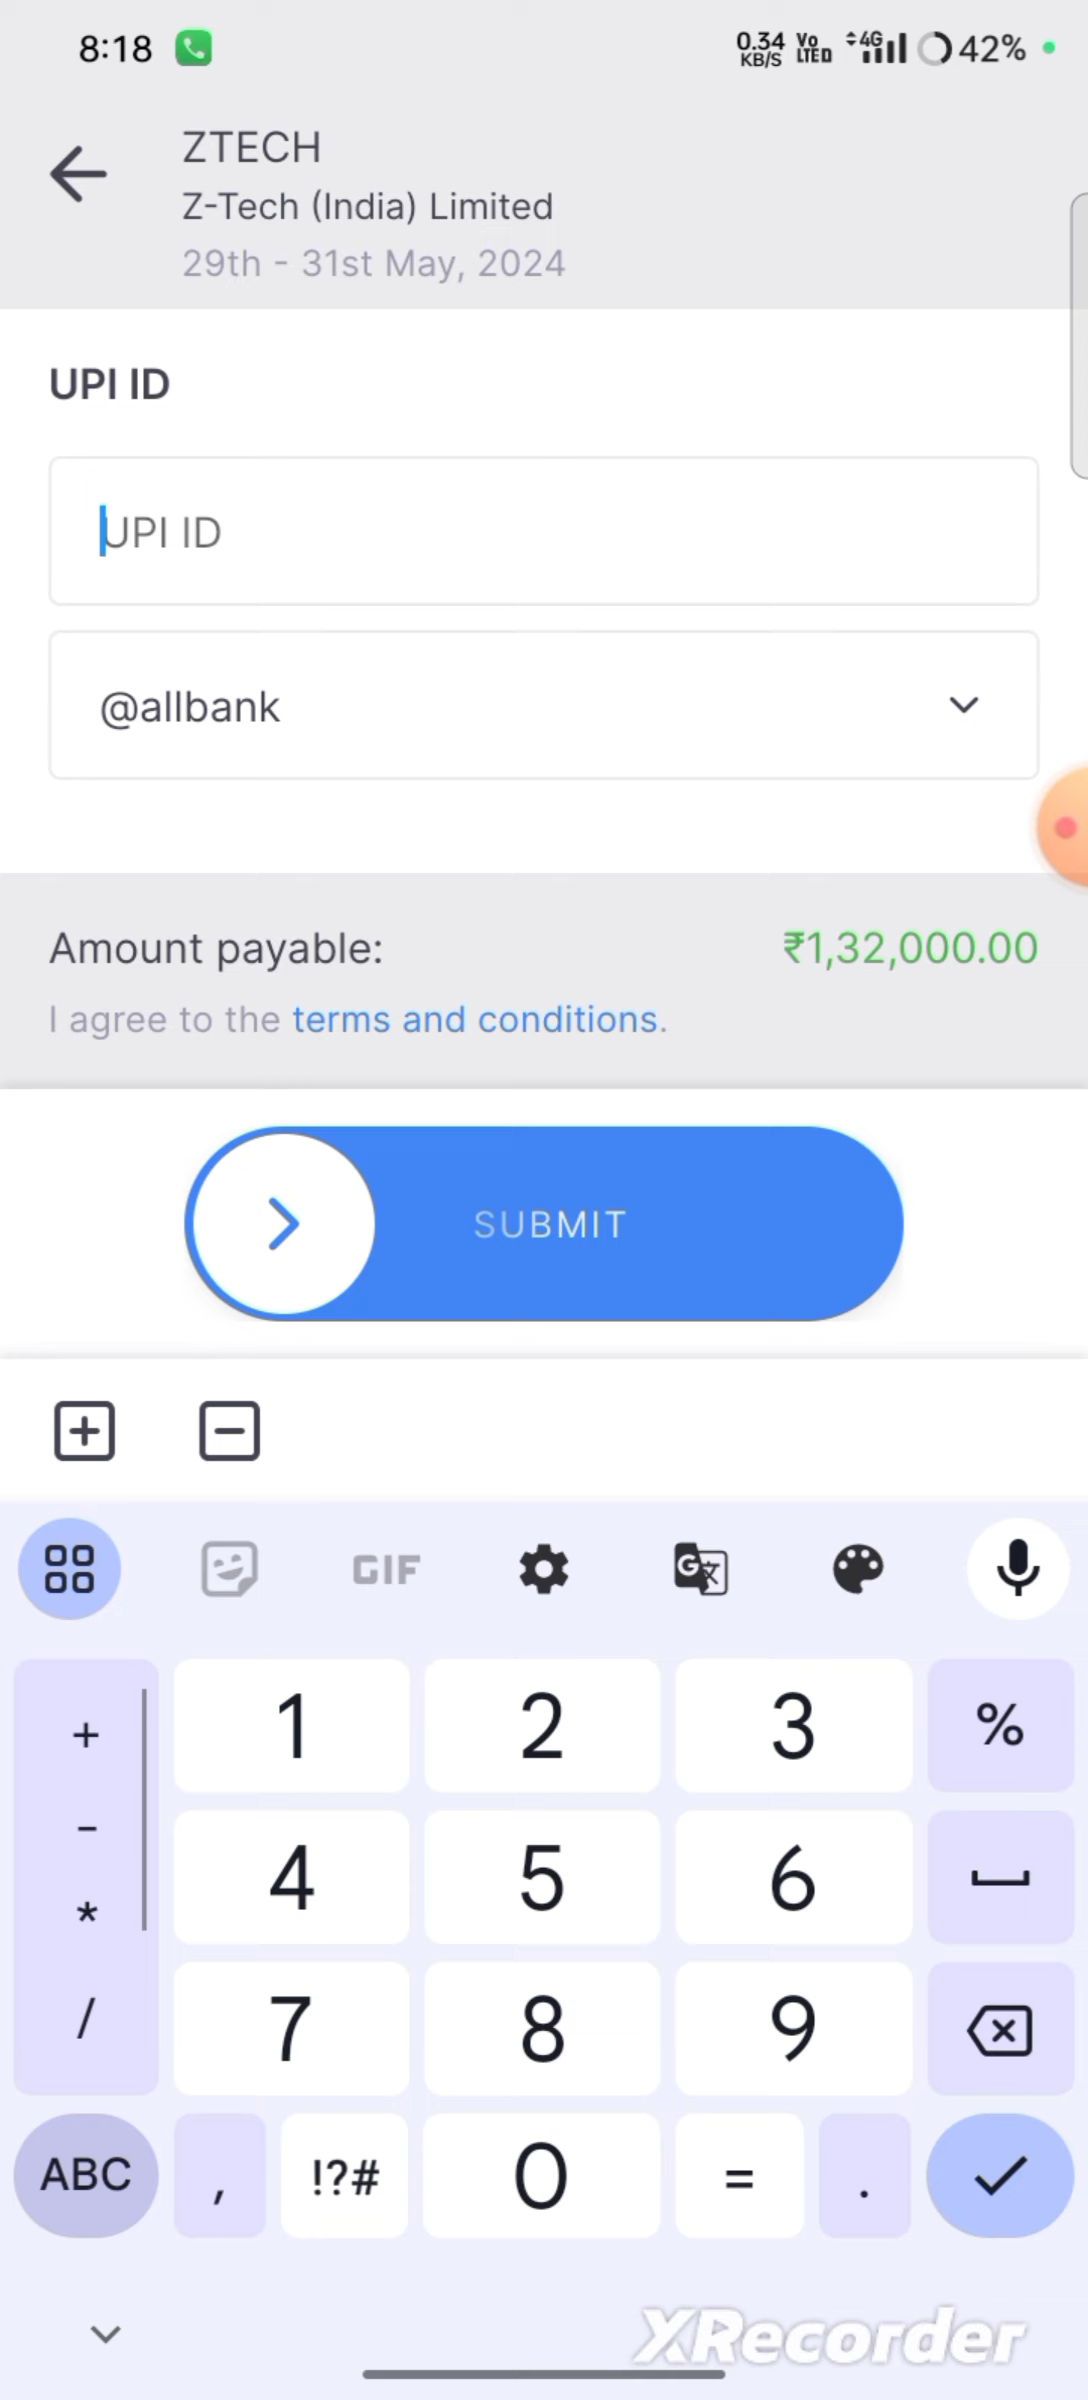 8:18
0.34 KB/S Vo LTED 4G 42%
ZTECH
Z-Tech (India) Limited
29th - 31st May, 2024
UPI ID
UPI ID
@allbank
Amount payable: ₹1,32,000.00
I agree to the terms and conditions.
SUBMIT
GIF
+ 1 2 3 %
- 4 5 6
*
/ 7 8 9
ABC , !?# 0 = .
XRecorder